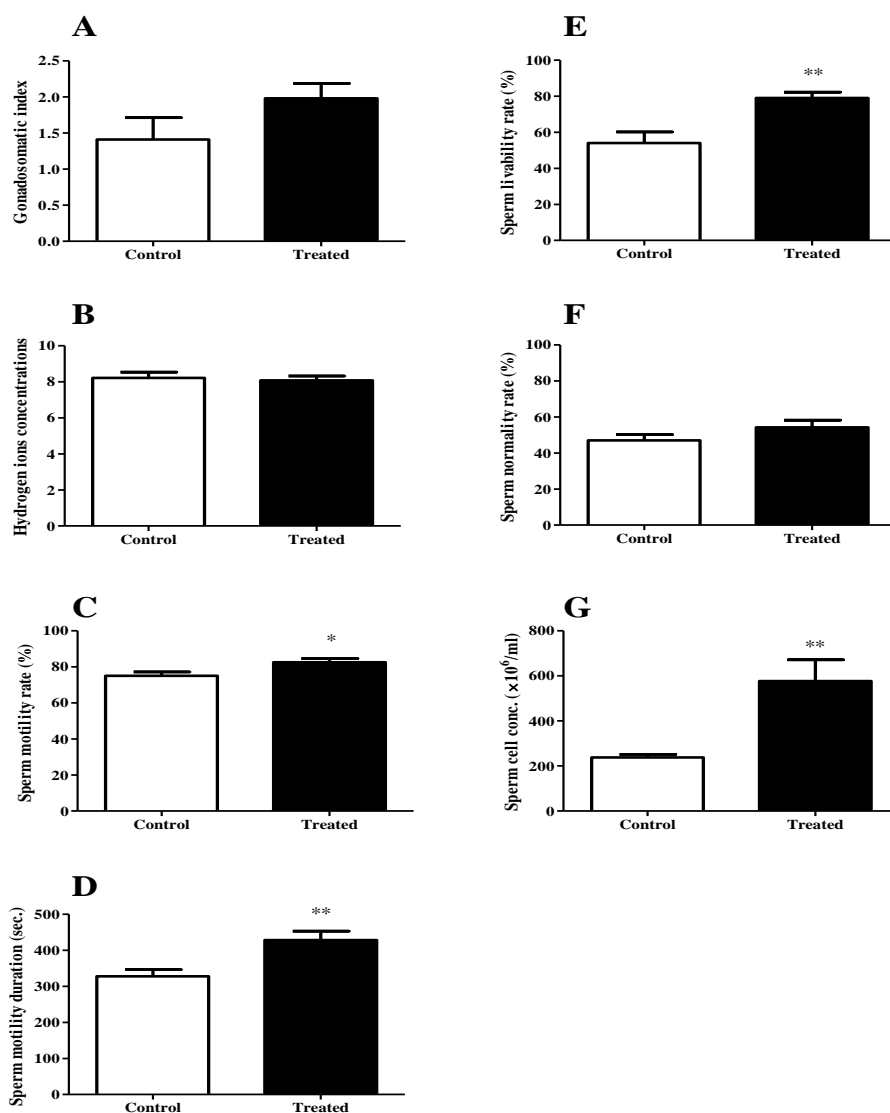 A
Gonadosomatic index
2.5
2.0
1.5
1.0
0.5
0.0
Control Treated
B
Hydrogen ions concentrations
10
8
6
4
2
0
Control Treated
C
Sperm motility rate (%)
100
80
60
40
20
0
*
Control Treated
D
Sperm motility duration (sec.)
500
400
300
200
100
0
**
Control Treated
E
Sperm livability rate (%)
100
80
60
40
20
0
**
Control Treated
F
Sperm normality rate (%)
100
80
60
40
20
0
Control Treated
G
Sperm cell conc. (×10⁶/ml)
800
600
400
200
0
**
Control Treated